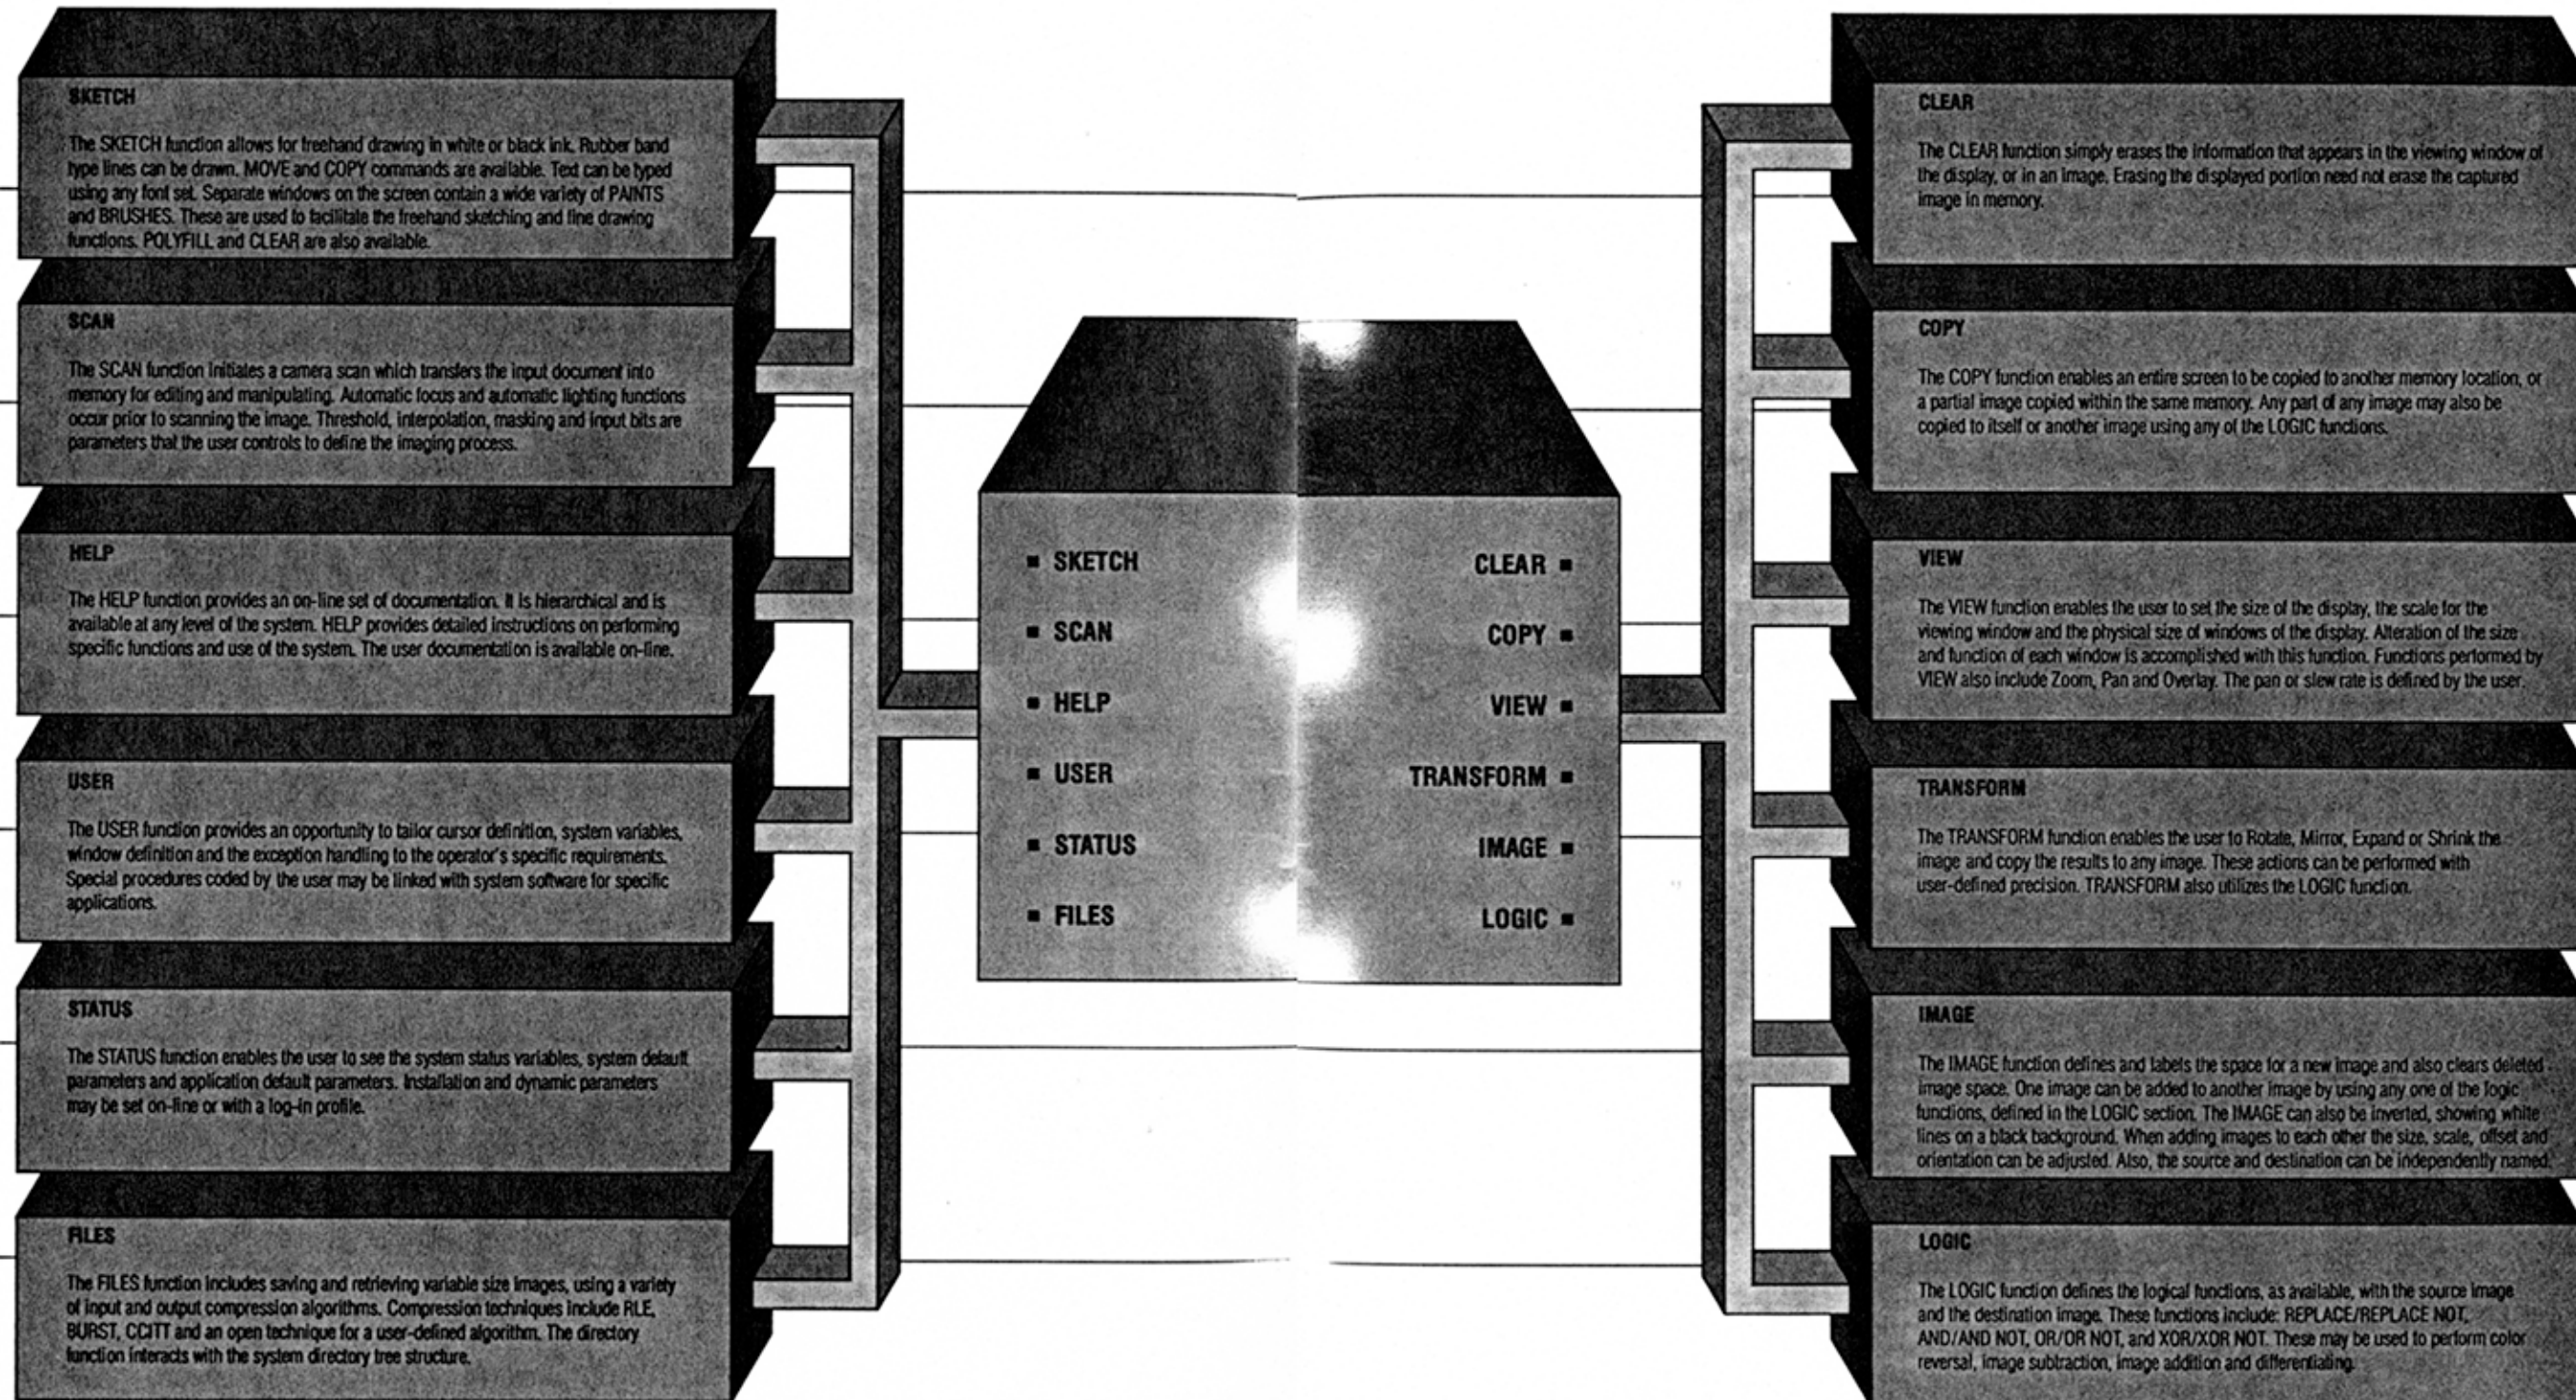 SKETCH
The SKETCH function allows for freehand drawing in white or black ink. Rubber band
type lines can be drawn. MOVE and COPY commands are available. Text can be typed
using any font set. Separate windows on the screen contain a wide variety of PAINTS
and BRUSHES. These are used to facilitate the freehand sketching and line drawing
functions. POLYFILL and CLEAR are also available.
SCAN
The SCAN function initiates a camera scan which transfers the input document into
memory for editing and manipulating. Automatic focus and automatic lighting functions
occur prior to scanning the image. Threshold, interpolation, masking and input bits are
parameters that the user controls to define the imaging process.
HELP
The HELP function provides an on-line set of documentation. It is hierarchical and is
available at any level of the system. HELP provides detailed instructions on performing
specific functions and use of the system. The user documentation is available on-line.
USER
The USER function provides an opportunity to tailor cursor definition, system variables,
window definition and the exception handling to the operator's specific requirements.
Special procedures coded by the user may be linked with system software for specific
applications.
STATUS
The STATUS function enables the user to see the system status variables, system default
parameters and application default parameters. Installation and dynamic parameters
may be set on-line or with a log-in profile.
FILES
The FILES function includes saving and retrieving variable size images, using a variety
of input and output compression algorithms. Compression techniques include RLE,
BURST, CCITT and an open technique for a user-defined algorithm. The directory
function interacts with the system directory tree structure.
▪ SKETCH
▪ SCAN
▪ HELP
▪ USER
▪ STATUS
▪ FILES
CLEAR ▪
COPY ▪
VIEW ▪
TRANSFORM ▪
IMAGE ▪
LOGIC ▪
CLEAR
The CLEAR function simply erases the information that appears in the viewing window of
the display, or in an image. Erasing the displayed portion need not erase the captured
image in memory.
COPY
The COPY function enables an entire screen to be copied to another memory location, or
a partial image copied within the same memory. Any part of any image may also be
copied to itself or another image using any of the LOGIC functions.
VIEW
The VIEW function enables the user to set the size of the display, the scale for the
viewing window and the physical size of windows of the display. Alteration of the size
and function of each window is accomplished with this function. Functions performed by
VIEW also include Zoom, Pan and Overlay. The pan or slew rate is defined by the user.
TRANSFORM
The TRANSFORM function enables the user to Rotate, Mirror, Expand or Shrink the
image and copy the results to any image. These actions can be performed with
user-defined precision. TRANSFORM also utilizes the LOGIC function.
IMAGE
The IMAGE function defines and labels the space for a new image and also clears deleted
image space. One image can be added to another image by using any one of the logic
functions, defined in the LOGIC section. The IMAGE can also be inverted, showing white
lines on a black background. When adding images to each other the size, scale, offset and
orientation can be adjusted. Also, the source and destination can be independently named.
LOGIC
The LOGIC function defines the logical functions, as available, with the source image
and the destination image. These functions include: REPLACE/REPLACE NOT,
AND/AND NOT, OR/OR NOT, and XOR/XOR NOT. These may be used to perform color
reversal, image subtraction, image addition and differentiating.